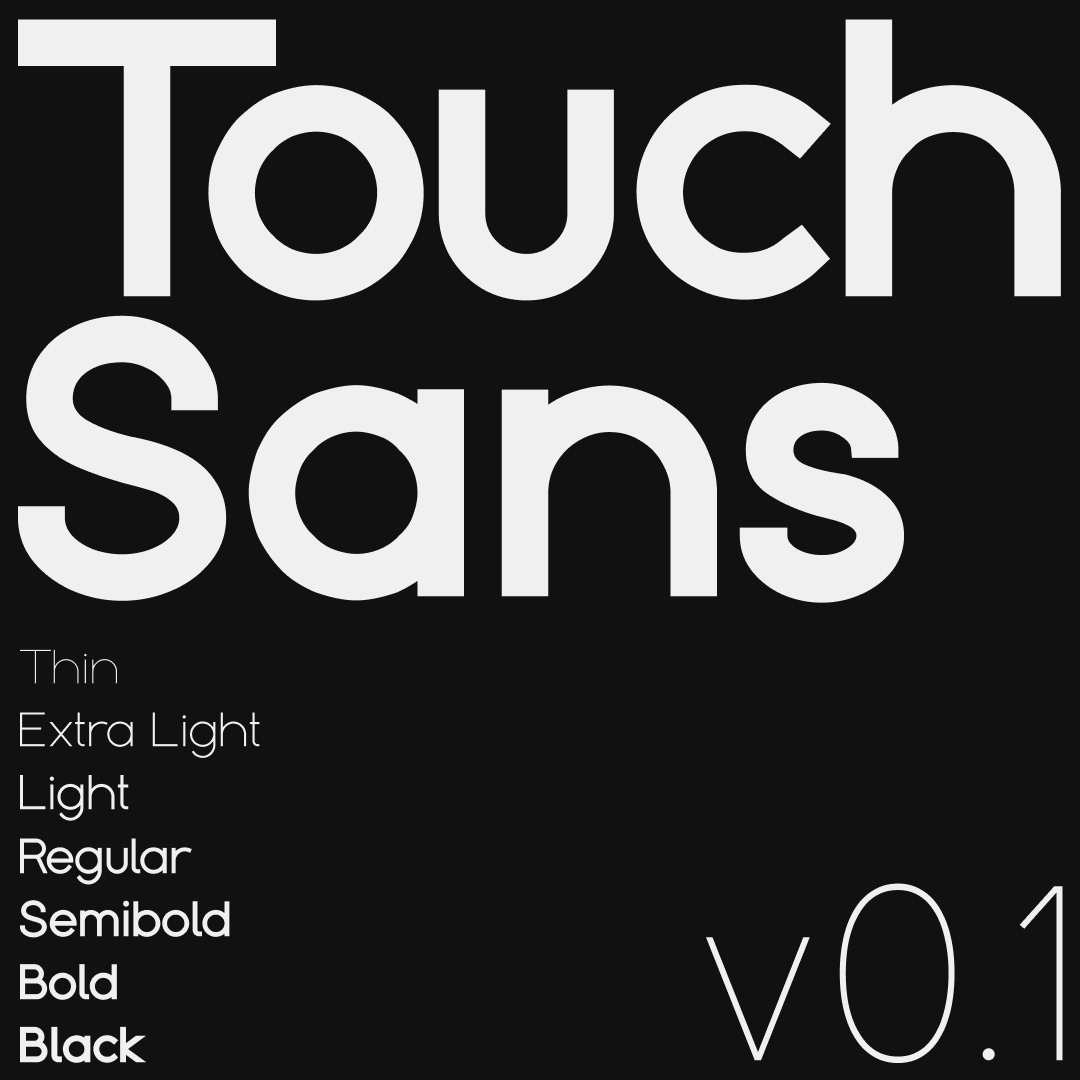 Touch
Sans
Thin
Extra Light
Light
Regular
Semibold
Bold
Black
v0.1